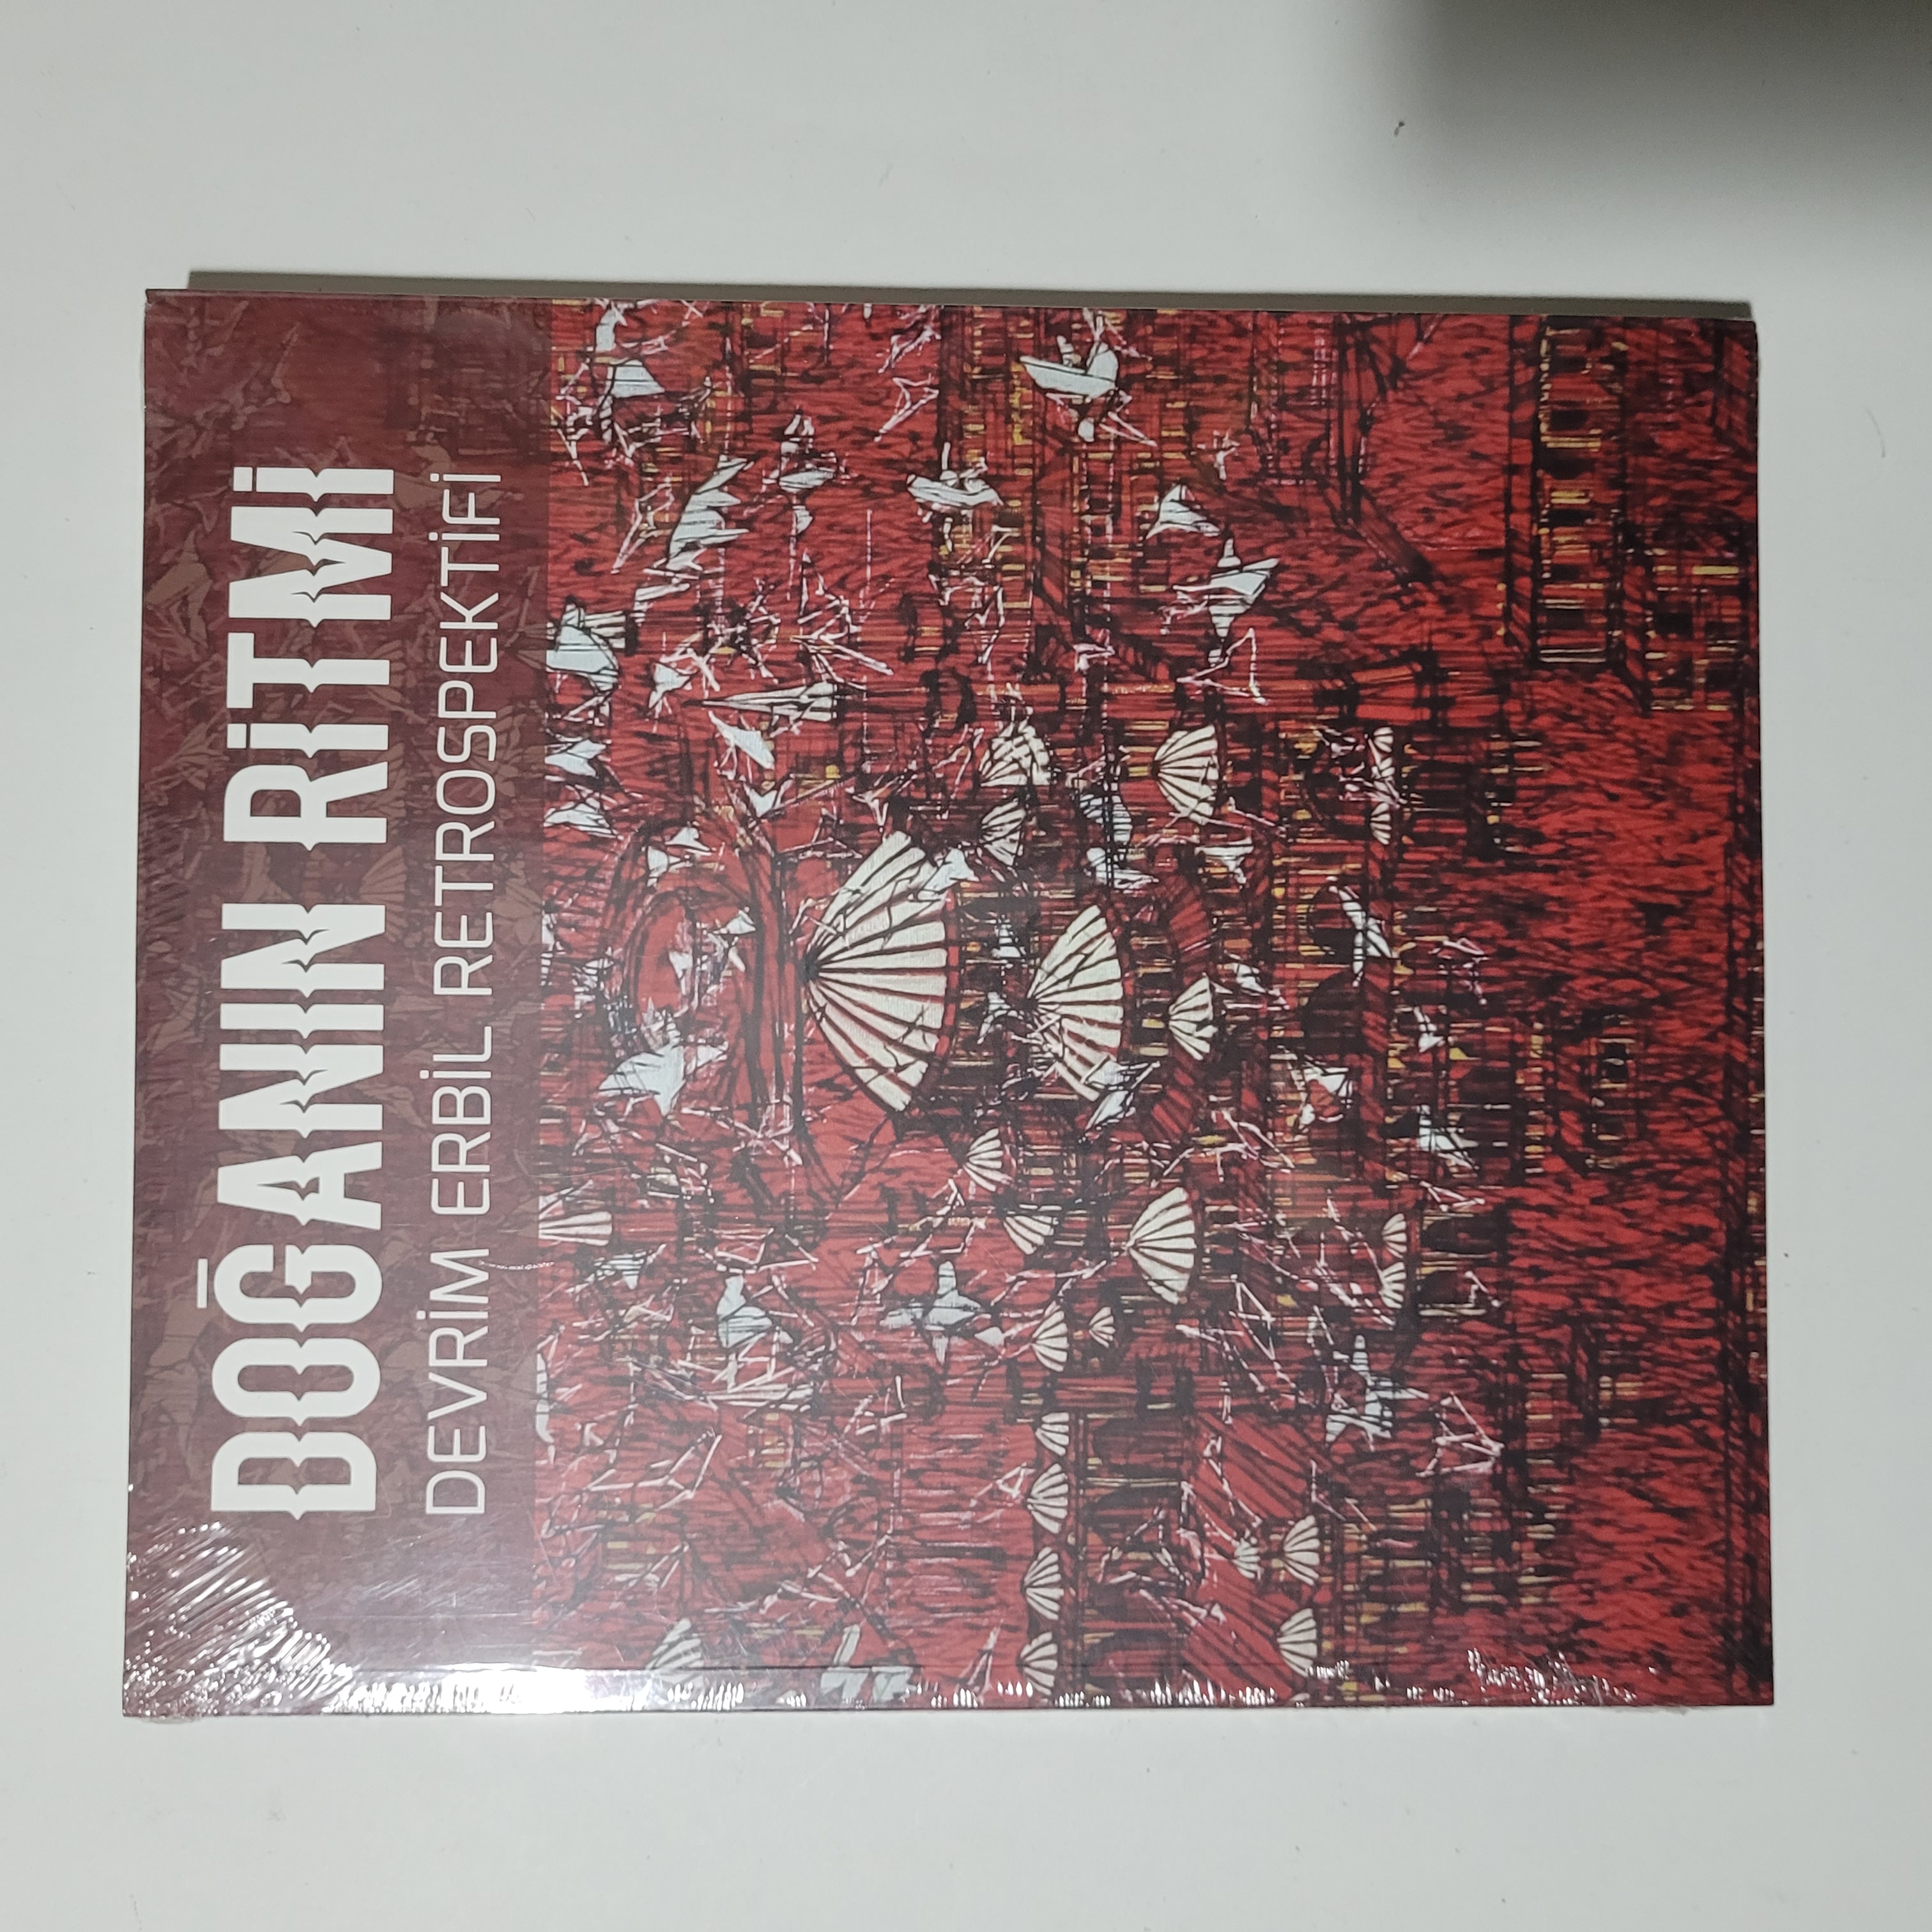 DOĞANIN RİTMİ
DEVRİM ERBİL RETROSPEKTİFİ